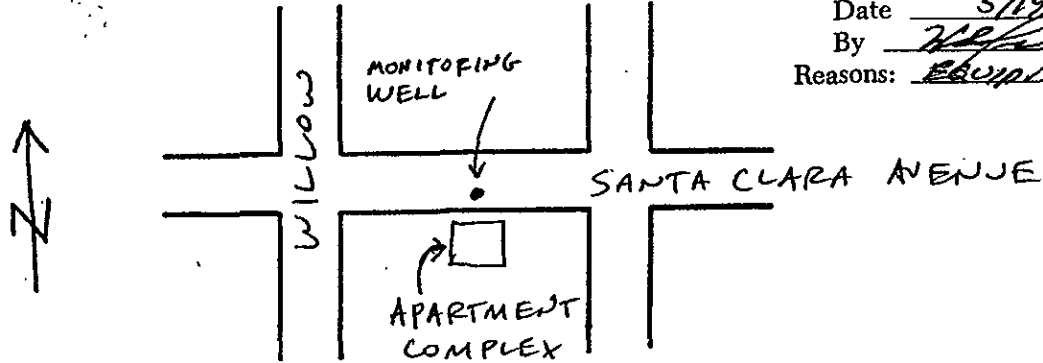 Date
By
Reasons:
MONITORING
WELL
WILLOW
SANTA CLARA AVENUE
N
APARTMENT
COMPLEX